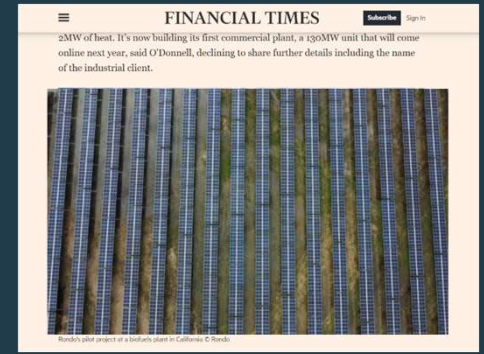 FINANCIAL TIMES
Subscribe
Sign In
2MW of heat. It's now building its first commercial plant, a 130MW unit that will come
online next year, said O'Donnell, declining to share further details including the name
of the industrial client.
Rondo's pilot project at a biofuels plant in California © Rondo